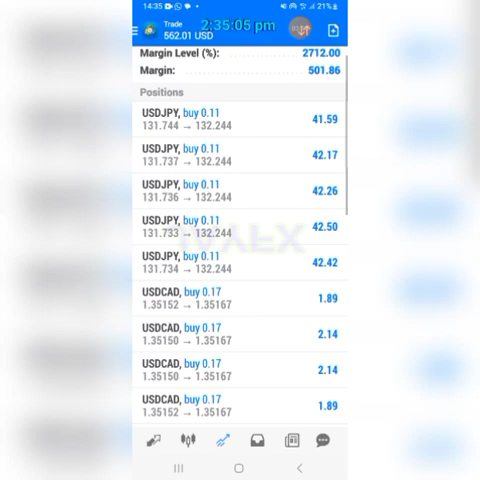 14:35
21%
Trade
2:35:05 pm
562.01 USD
Margin Level (%): 2712.00
Margin: 501.86
Positions
USDJPY, buy 0.11
131.744 → 132.244 41.59
USDJPY, buy 0.11
131.737 → 132.244 42.17
USDJPY, buy 0.11
131.736 → 132.244 42.26
USDJPY, buy 0.11
131.733 → 132.244 42.50
USDJPY, buy 0.11
131.734 → 132.244 42.42
USDCAD, buy 0.17
1.35152 → 1.35167 1.89
USDCAD, buy 0.17
1.35150 → 1.35167 2.14
USDCAD, buy 0.17
1.35150 → 1.35167 2.14
USDCAD, buy 0.17
1.35152 → 1.35167 1.89